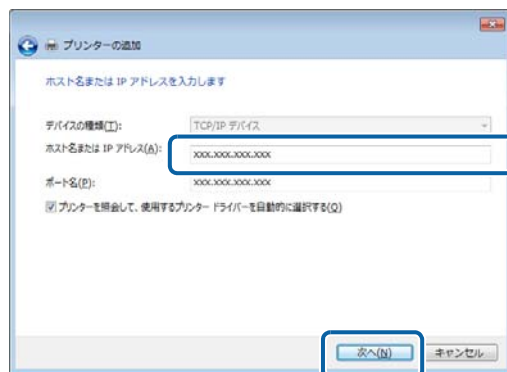 プリンターの追加
ホスト名または IP アドレスを入力します
デバイスの種類(T): TCP/IP デバイス
ホスト名または IP アドレス(A): xxx.xxx.xxx.xxx
ポート名(P): xxx.xxx.xxx.xxx
プリンターを照会して、使用するプリンター ドライバーを自動的に選択する(Q)
次へ(N) キャンセル